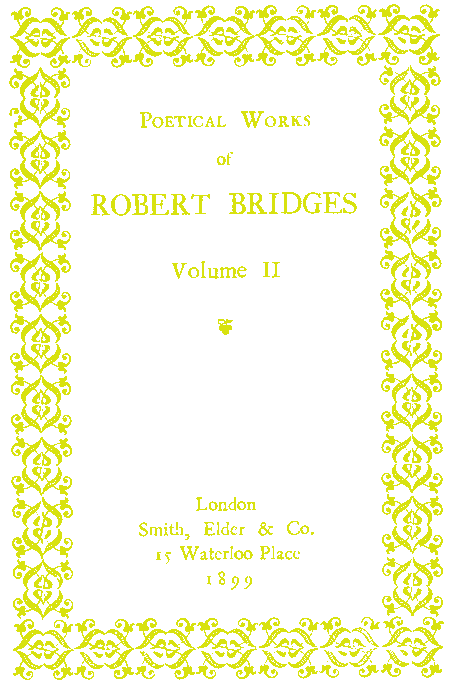 POETICAL WORKS
of
ROBERT BRIDGES
Volume II
London
Smith, Elder & Co.
15 Waterloo Place
1899